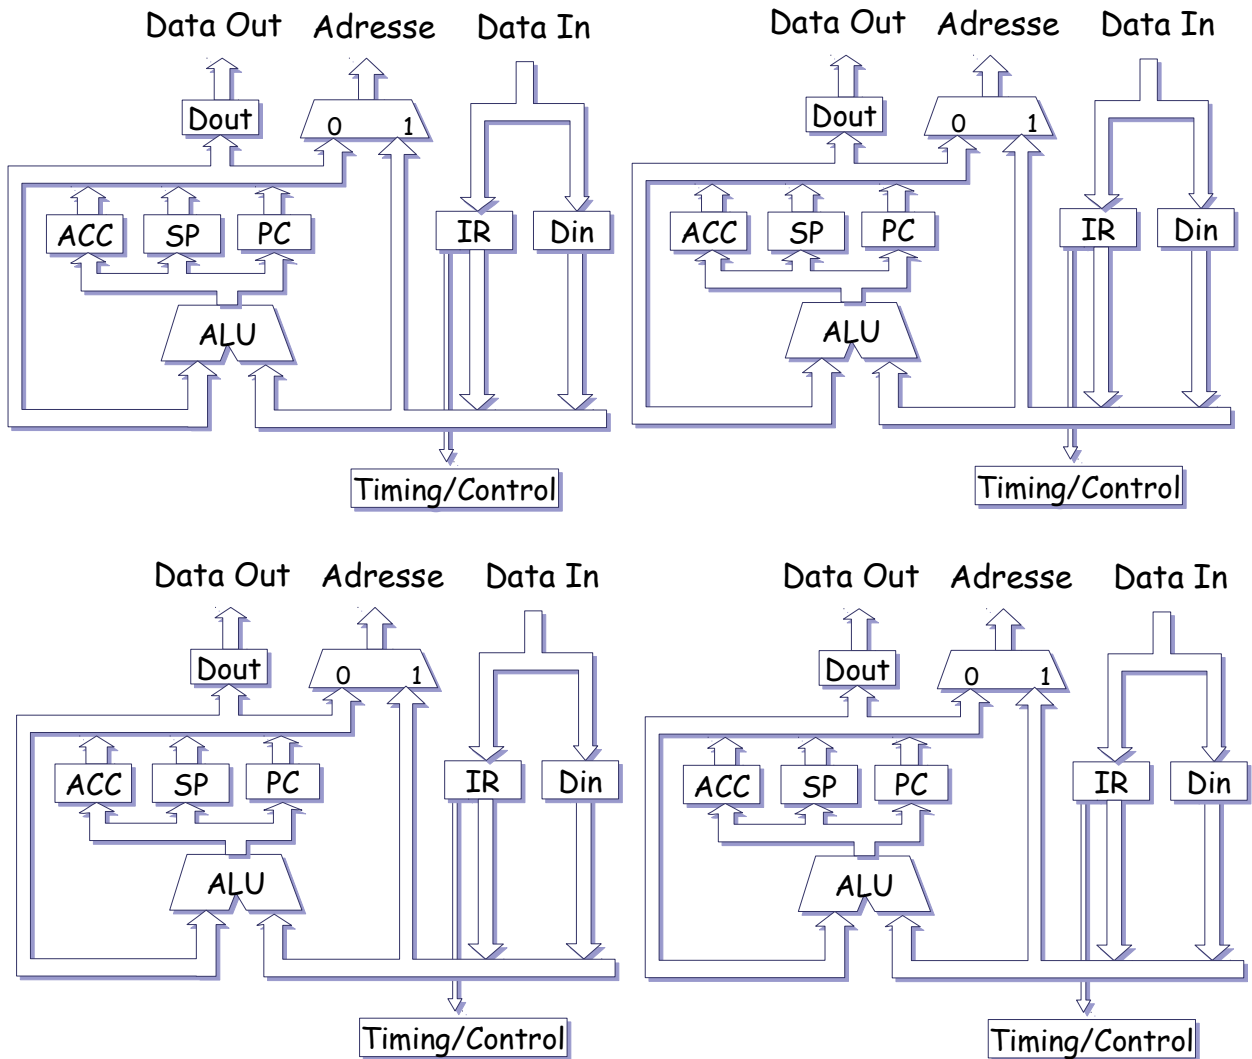 Data Out Adresse Data In
Dout 0 1
ACC SP PC IR Din
ALU
Timing/Control
Data Out Adresse Data In
Dout 0 1
ACC SP PC IR Din
ALU
Timing/Control
Data Out Adresse Data In
Dout 0 1
ACC SP PC IR Din
ALU
Timing/Control
Data Out Adresse Data In
Dout 0 1
ACC SP PC IR Din
ALU
Timing/Control